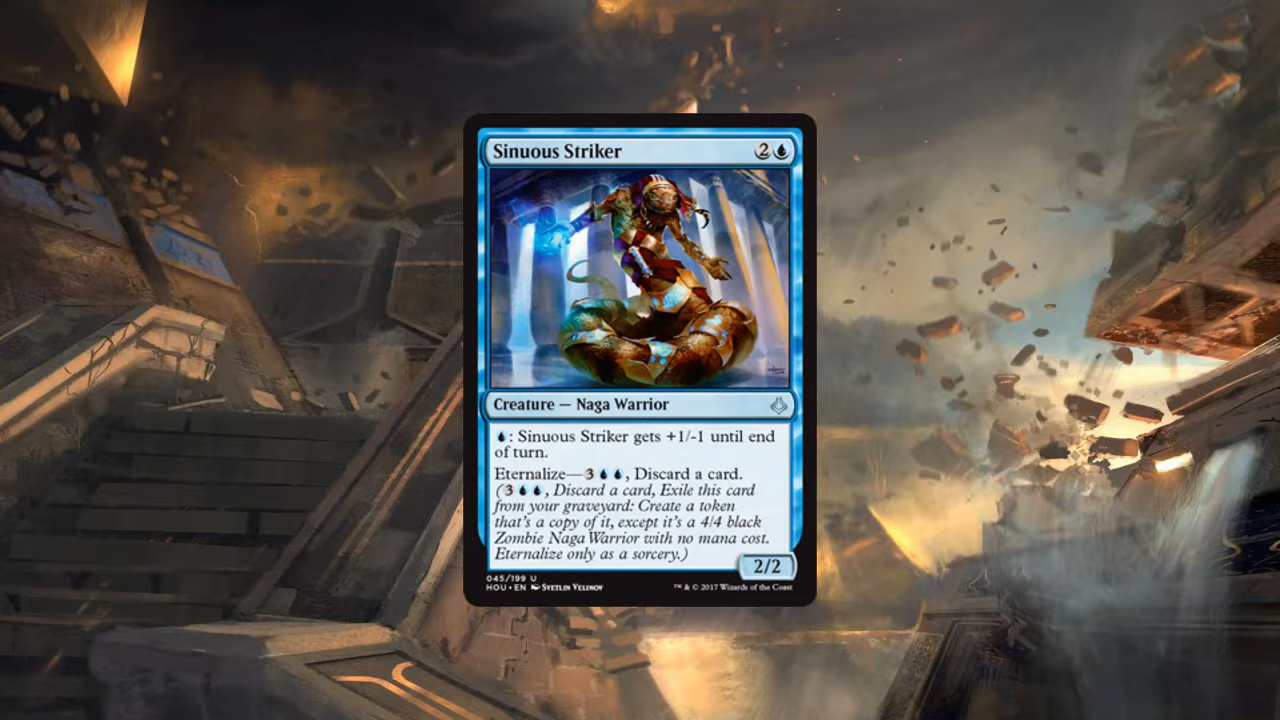 Sinuous Striker 2
Creature — Naga Warrior
: Sinuous Striker gets +1/-1 until end
of turn.
Eternalize—3, Discard a card.
(3, Discard a card, Exile this card
from your graveyard: Create a token
that's a copy of it, except it's a 4/4 black
Zombie Naga Warrior with no mana cost.
Eternalize only as a sorcery.)
2/2
045/199 U
HOU • EN Svetlin Velinov
™ & © 2017 Wizards of the Coast